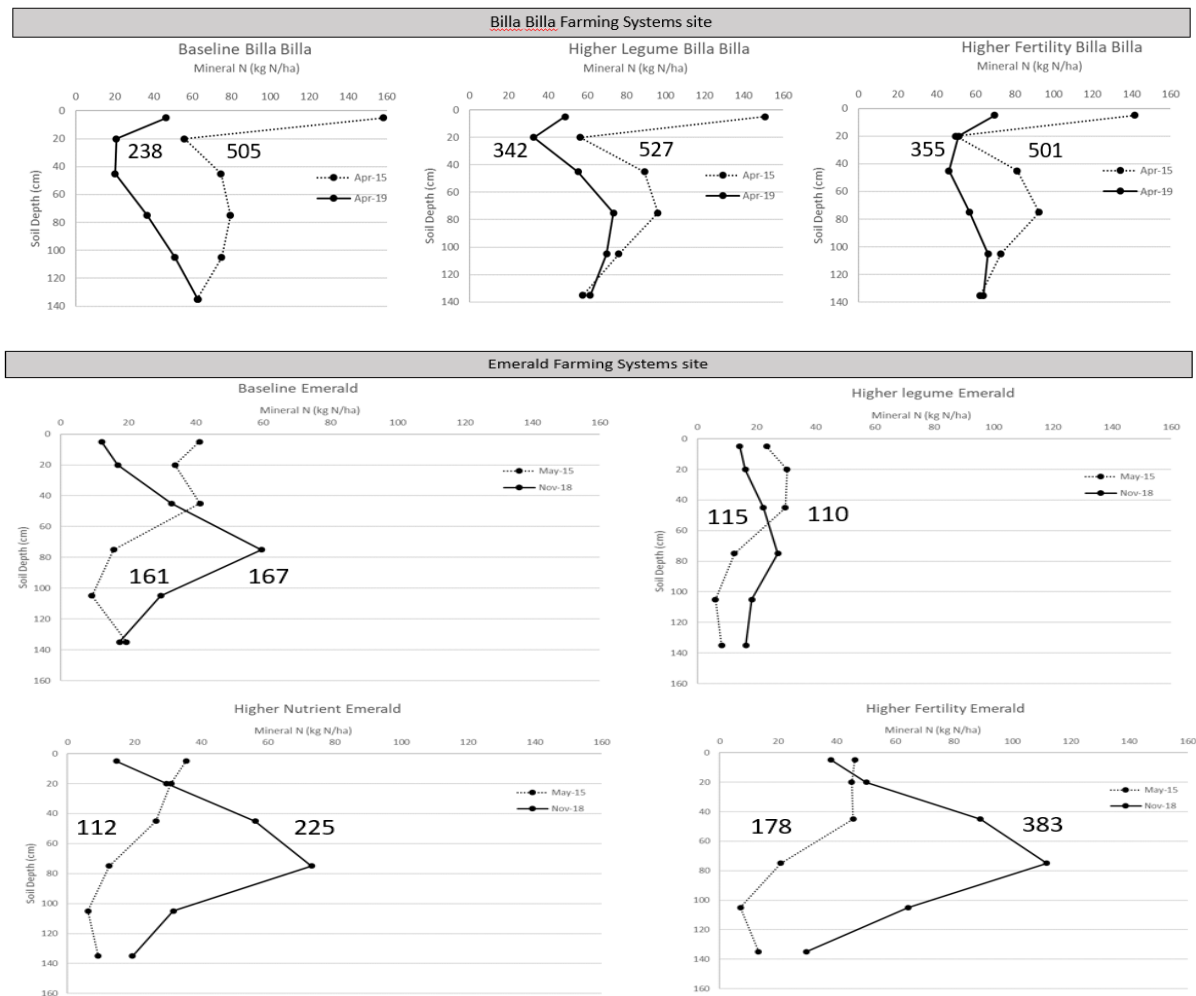 Billa Billa Farming Systems site
Baseline Billa Billa
Mineral N (kg N/ha)
0 20 40 60 80 100 120 140 160
0
20
40
60
80
100
120
140
Soil Depth (cm)
238 505
Apr-15
Apr-19
Higher Legume Billa Billa
Mineral N (kg N/ha)
0 20 40 60 80 100 120 140 160
0
20
40
60
80
100
120
140
Soil Depth (cm)
342 527
Apr-15
Apr-19
Higher Fertility Billa Billa
Mineral N (kg N/ha)
0 20 40 60 80 100 120 140 160
0
20
40
60
80
100
120
140
Soil Depth (cm)
355 501
Apr-15
Apr-19
Emerald Farming Systems site
Baseline Emerald
Mineral N (kg N/ha)
0 20 40 60 80 100 120 140 160
0
20
40
60
80
100
120
140
160
Soil Depth (cm)
161 167
May-15
Nov-18
Higher legume Emerald
Mineral N (kg N/ha)
0 20 40 60 80 100 120 140 160
0
20
40
60
80
100
120
140
160
Soil Depth (cm)
115 110
May-15
Nov-18
Higher Nutrient Emerald
Mineral N (kg N/ha)
0 20 40 60 80 100 120 140 160
0
20
40
60
80
100
120
140
160
Soil Depth (cm)
112 225
May-15
Nov-18
Higher Fertility Emerald
Mineral N (kg N/ha)
0 20 40 60 80 100 120 140 160
0
20
40
60
80
100
120
140
160
Soil Depth (cm)
178 383
May-15
Nov-18